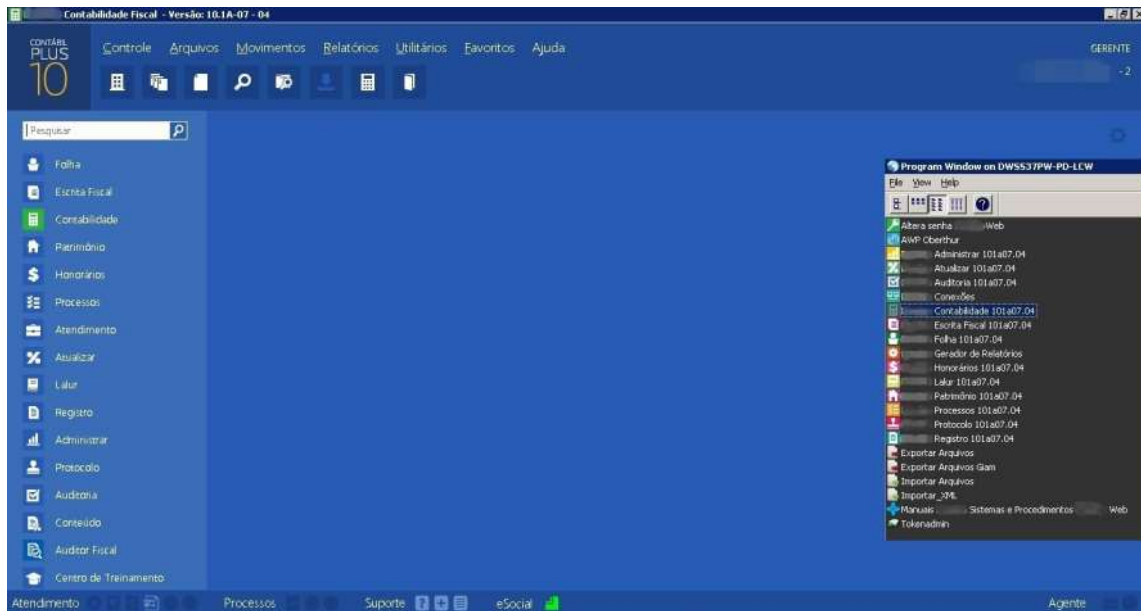 Contabilidade Fiscal - Versão: 10.1A-07 - 04
CONTÁBIL
PLUS
10
Controle Arquivos Movimentos Relatórios Utilitários Favoritos Ajuda
GERENTE
- 2
Pesquisar
Folha
Escrita Fiscal
Contabilidade
Patrimônio
Honorários
Processos
Atendimento
Atualizar
Lalur
Registro
Administrar
Protocolo
Auditoria
Conteúdo
Auditor Fiscal
Centro de Treinamento
Program Window on DWS537PW-PD-LCW
File View Help
Altera senha Web
AWP Oberthur
Administrar 101a07.04
Atualizar 101a07.04
Auditoria 101a07.04
Conexões
Contabilidade 101a07.04
Escrita Fiscal 101a07.04
Folha 101a07.04
Gerador de Relatórios
Honorários 101a07.04
Lalur 101a07.04
Patrimônio 101a07.04
Processos 101a07.04
Protocolo 101a07.04
Registro 101a07.04
Exportar Arquivos
Exportar Arquivos Giam
Importar Arquivos
Importar_XML
Manuais Sistemas e Procedimentos Web
Tokenadmin
Atendimento Processos Suporte eSocial Agente